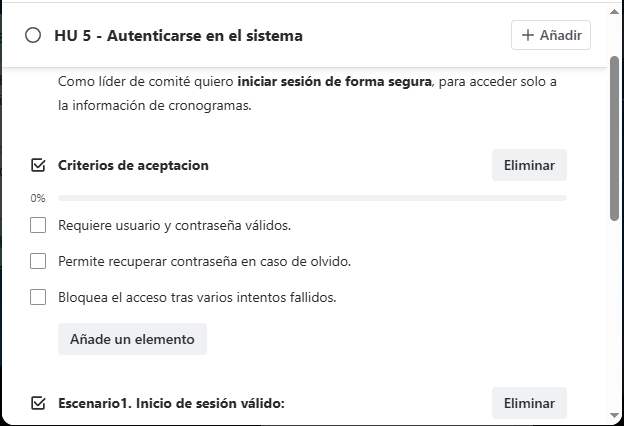 HU 5 - Autenticarse en el sistema
+ Añadir
Como líder de comité quiero iniciar sesión de forma segura, para acceder solo a
la información de cronogramas.
Criterios de aceptacion
Eliminar
0%
Requiere usuario y contraseña válidos.
Permite recuperar contraseña en caso de olvido.
Bloquea el acceso tras varios intentos fallidos.
Añade un elemento
Escenario1. Inicio de sesión válido:
Eliminar